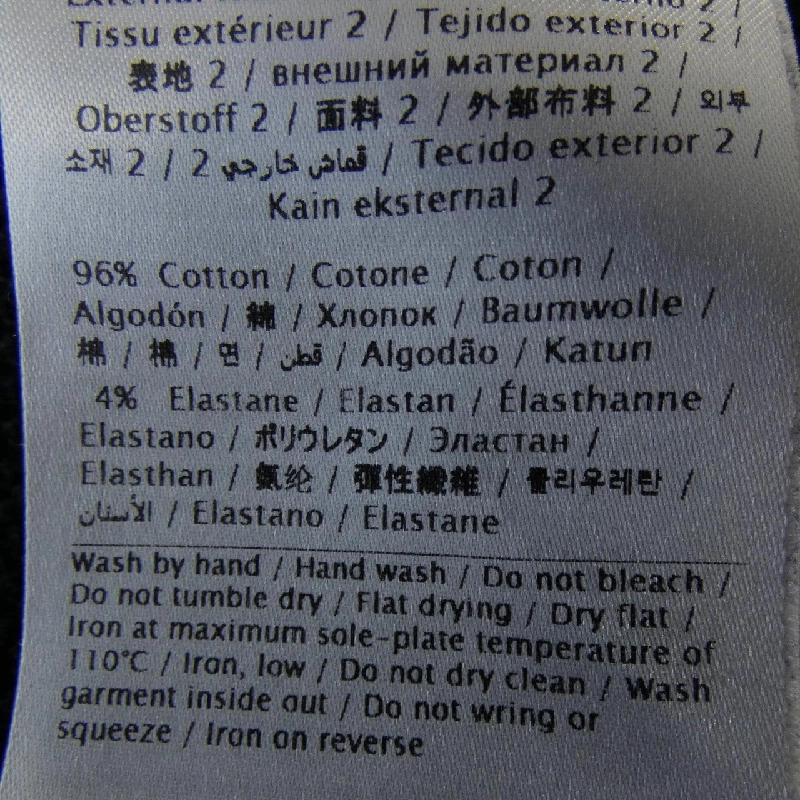 Tissu extérieur 2 / Tejido exterior 2 /
表地 2 / внешний материал 2 /
Oberstoff 2 / 面料 2 / 外部布料 2 / 외부
소재 2 / قماش خارجي 2 / Tecido exterior 2 /
Kain eksternal 2
96% Cotton / Cotone / Coton /
Algodón / 綿 / Хлопок / Baumwolle /
棉 / 棉 / 면 / قطن / Algodão / Katun
4% Elastane / Elastan / Élasthanne /
Elastano / ポリウレタン / Эластан /
Elasthan / 氨纶 / 彈性纖維 / 폴리우레탄 /
الأستان / Elastano / Elastane
Wash by hand / Hand wash / Do not bleach /
Do not tumble dry / Flat drying / Dry flat /
Iron at maximum sole-plate temperature of
110°C / Iron, low / Do not dry clean / Wash
garment inside out / Do not wring or
squeeze / Iron on reverse